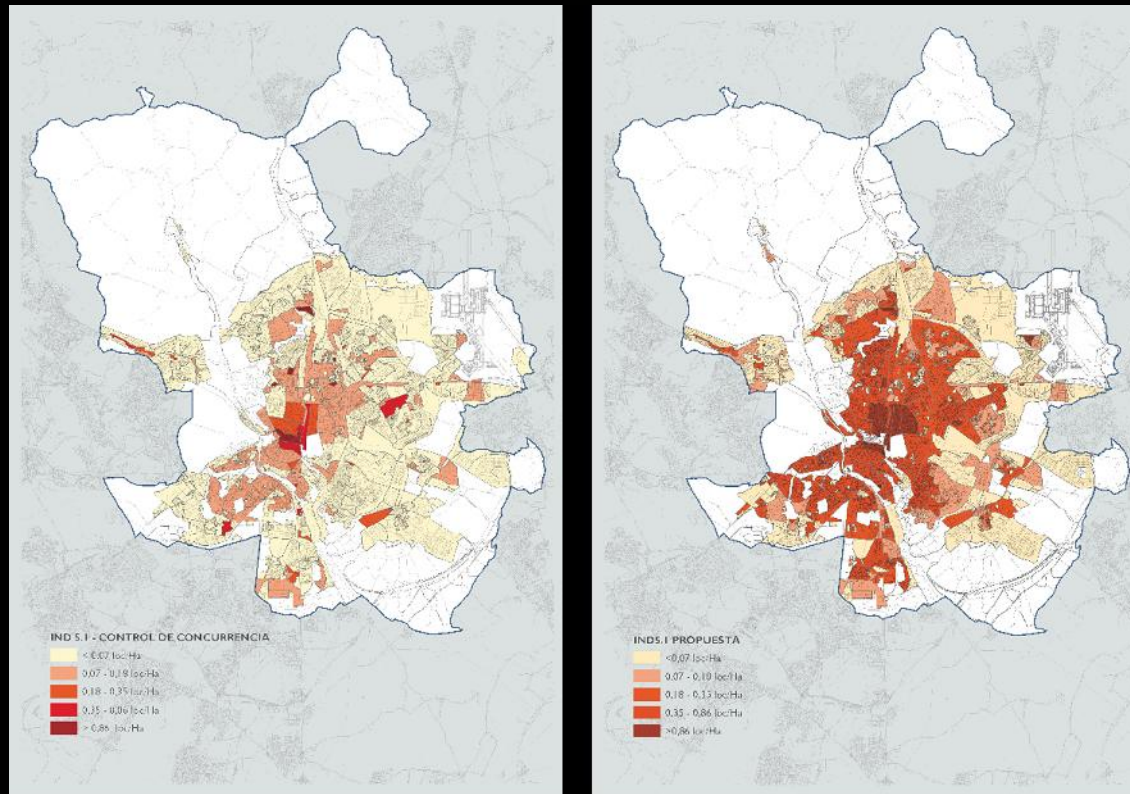 IND 5.1 - CONTROL DE CONCURRENCIA
< 0,07 loc/Ha
0,07 - 0,18 loc/Ha
0,18 - 0,35 loc/Ha
0,35 - 0,86 loc/Ha
> 0,86 loc/Ha
IND5.1 PROPUESTA
<0,07 loc/Ha
0,07 - 0,18 loc/Ha
0,18 - 0,35 loc/Ha
0,35 - 0,86 loc/Ha
>0,86 loc/Ha